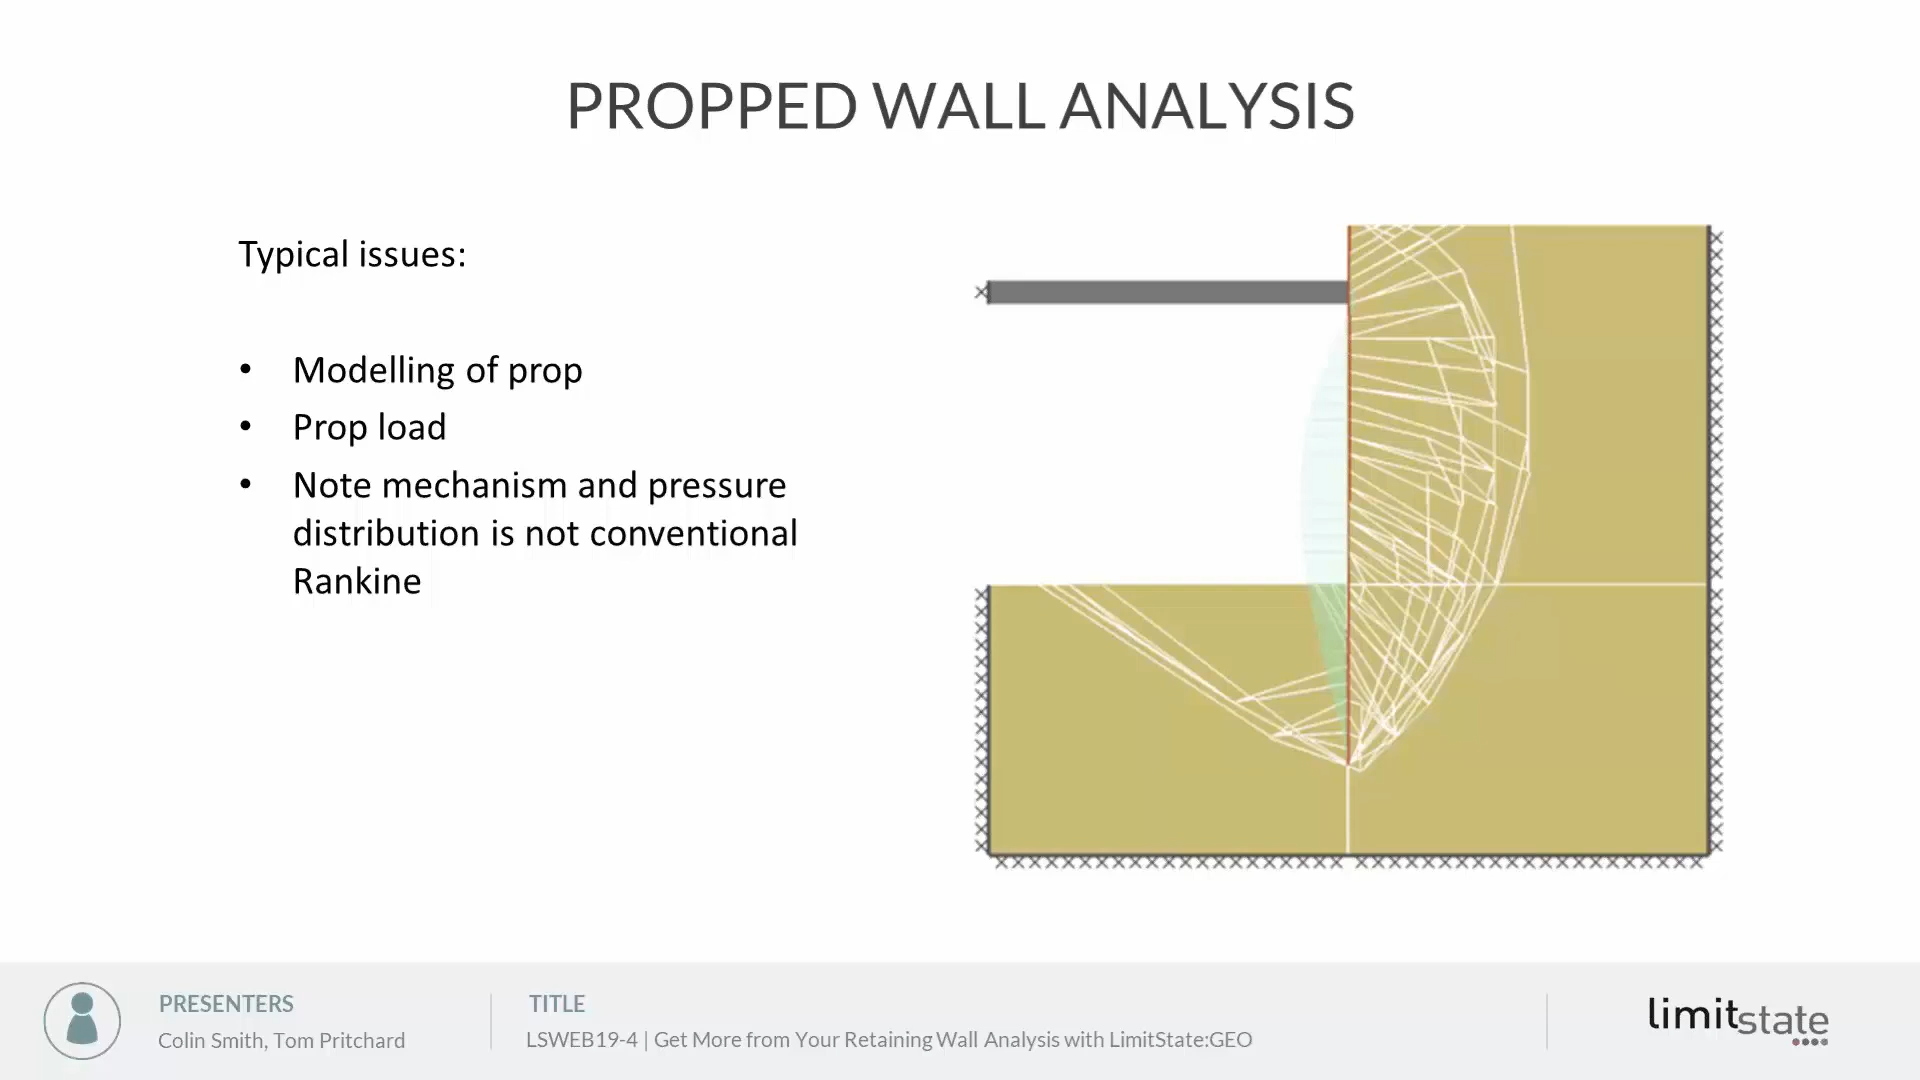 PROPPED WALL ANALYSIS
Typical issues:
• Modelling of prop
• Prop load
• Note mechanism and pressure
distribution is not conventional
Rankine
PRESENTERS
Colin Smith, Tom Pritchard
TITLE
LSWEB19-4 | Get More from Your Retaining Wall Analysis with LimitState:GEO
limitstate